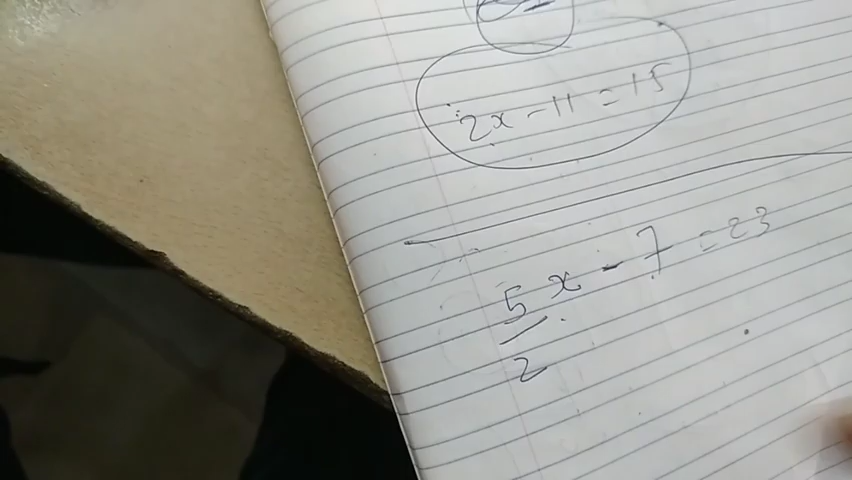 2x - 11 = 15
5/2 x - 7 = 23